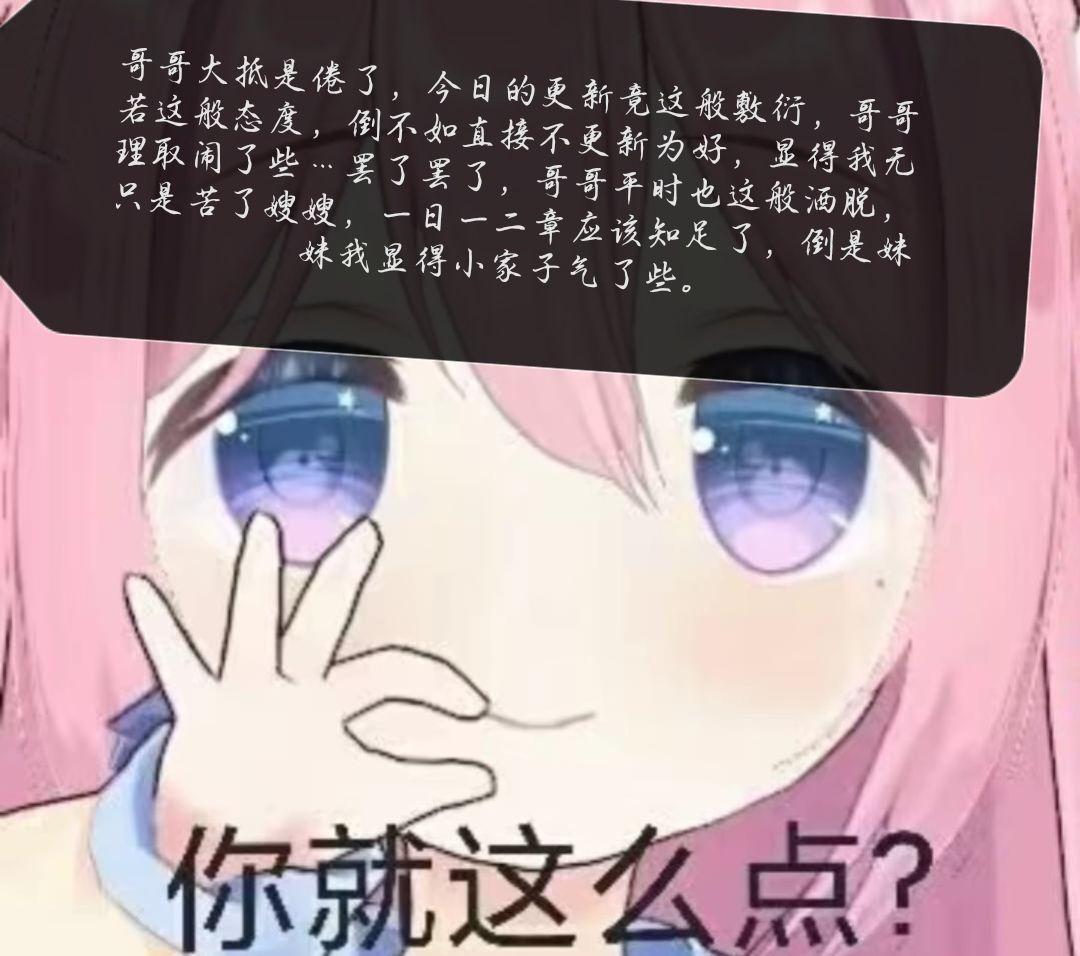 哥哥大抵是倦了，今日的更新竟这般敷衍，哥哥
若这般态度，倒不如直接不更新为好，显得我无
理取闹了些…罢了罢了，哥哥平时也这般洒脱，
只是苦了嫂嫂，一日一二章应该知足了，倒是妹
妹我显得小家子气了些。
你就这么点?